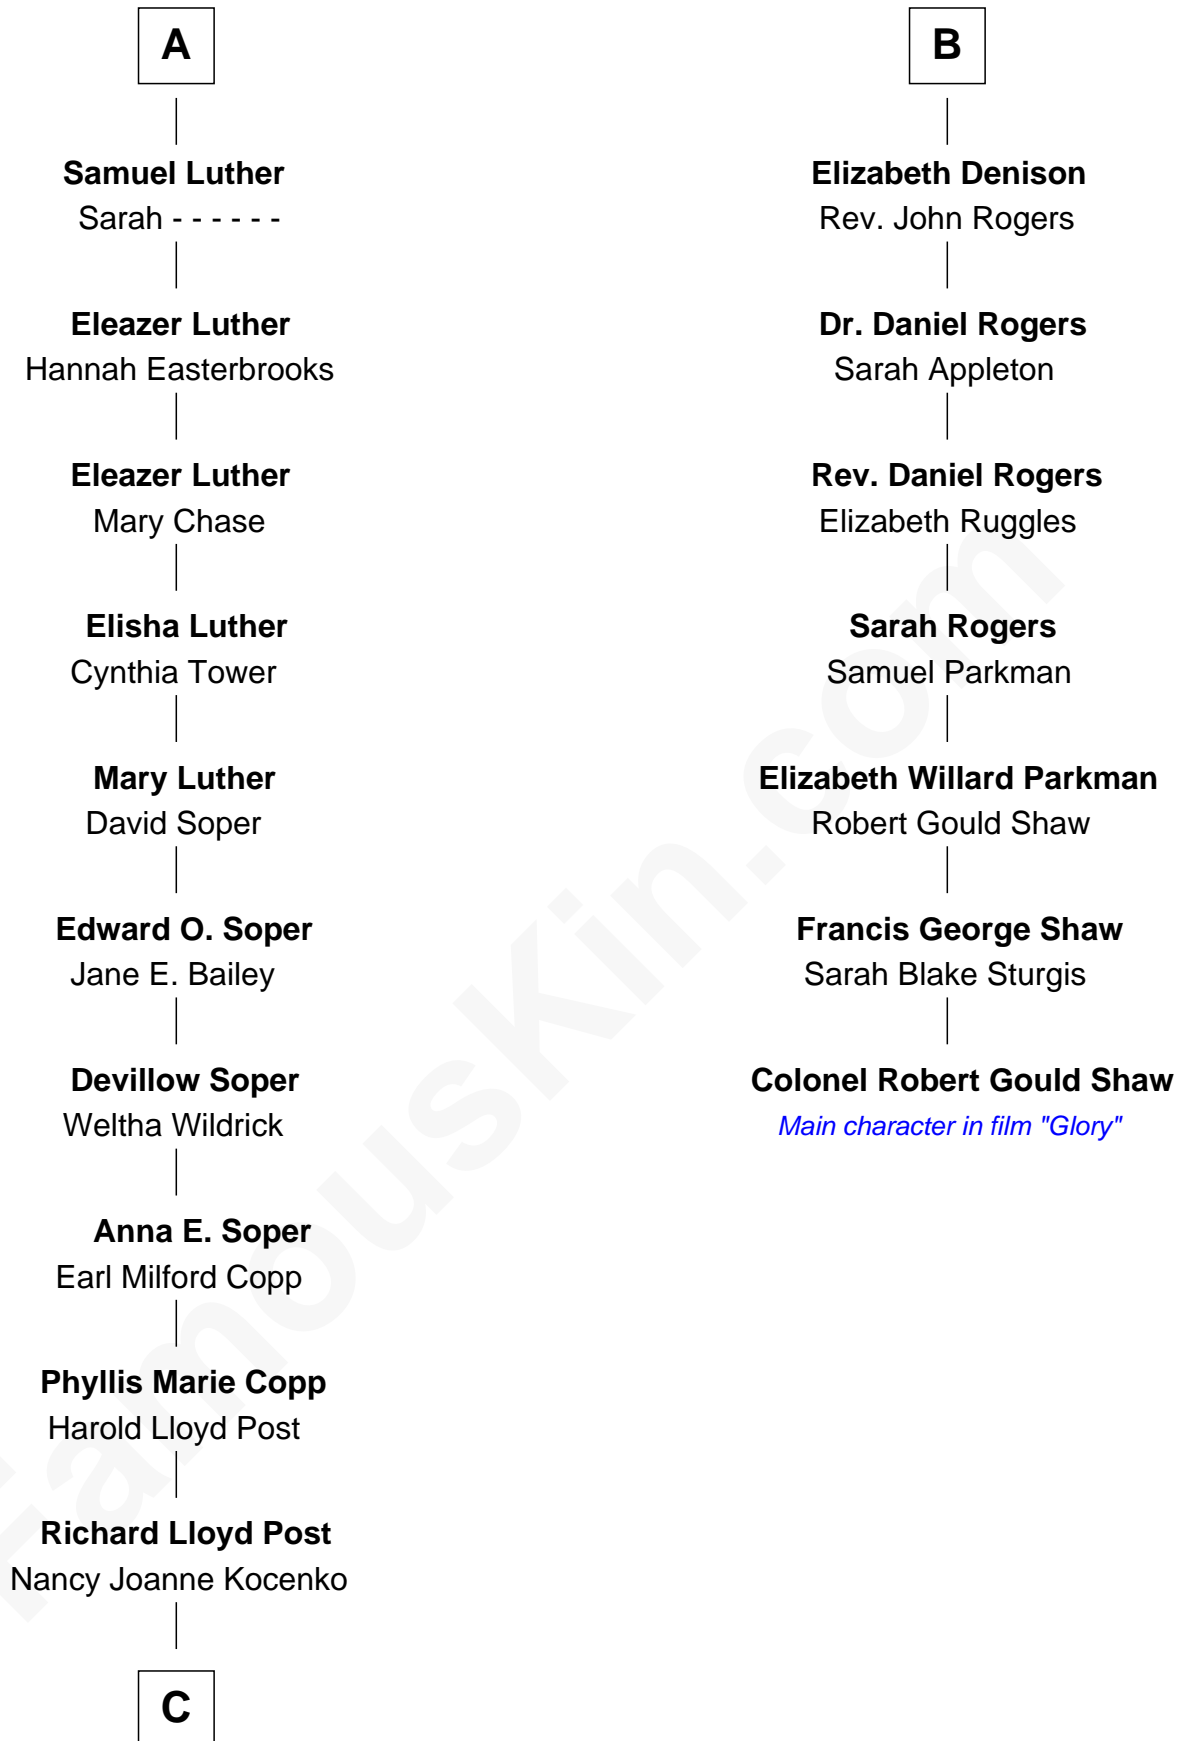 A
Samuel Luther
Sarah - - - - - -
Eleazer Luther
Hannah Easterbrooks
Eleazer Luther
Mary Chase
Elisha Luther
Cynthia Tower
Mary Luther
David Soper
Edward O. Soper
Jane E. Bailey
Devillow Soper
Weltha Wildrick
Anna E. Soper
Earl Milford Copp
Phyllis Marie Copp
Harold Lloyd Post
Richard Lloyd Post
Nancy Joanne Kocenko
C
B
Elizabeth Denison
Rev. John Rogers
Dr. Daniel Rogers
Sarah Appleton
Rev. Daniel Rogers
Elizabeth Ruggles
Sarah Rogers
Samuel Parkman
Elizabeth Willard Parkman
Robert Gould Shaw
Francis George Shaw
Sarah Blake Sturgis
Colonel Robert Gould Shaw
Main character in film "Glory"
FamousKin.com